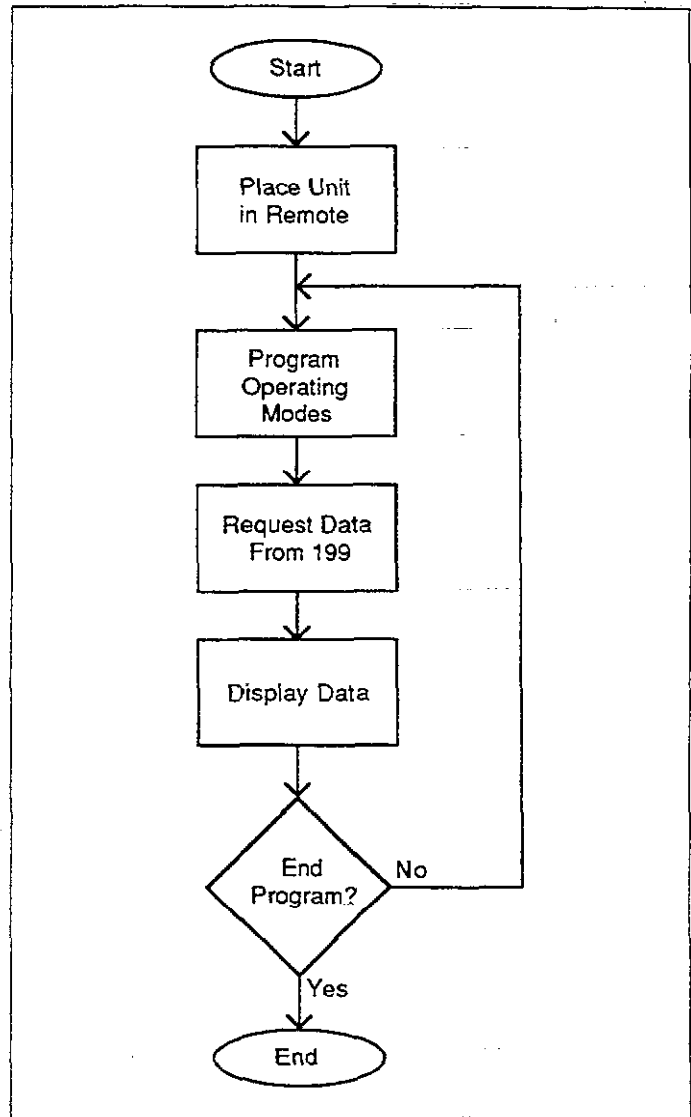 Start
Place Unit
in Remote
Program
Operating
Modes
Request Data
From 199
Display Data
End
Program?
No
Yes
End